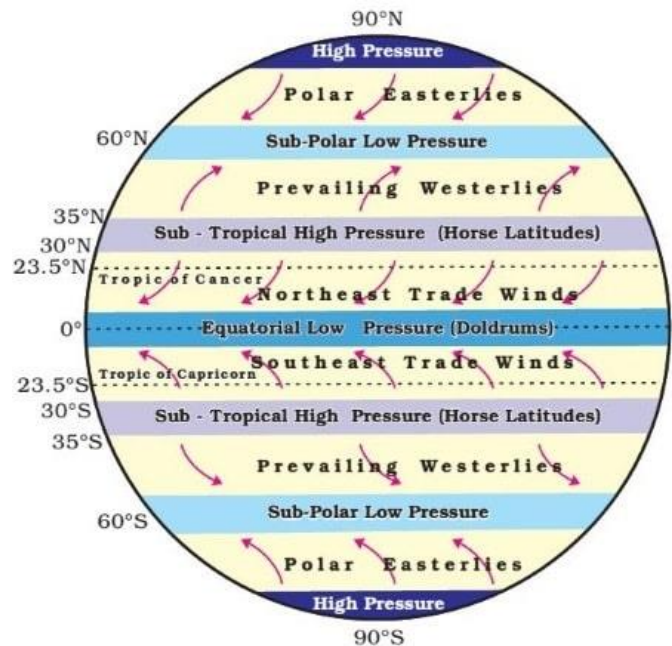 90°N
High Pressure
Polar Easterlies
60°N
Sub-Polar Low Pressure
Prevailing Westerlies
35°N
Sub - Tropical High Pressure (Horse Latitudes)
30°N
23.5°N
Tropic of Cancer
Northeast Trade Winds
0°
Equatorial Low Pressure (Doldrums)
Southeast Trade Winds
Tropic of Capricorn
23.5°S
30°S
Sub - Tropical High Pressure (Horse Latitudes)
35°S
Prevailing Westerlies
60°S
Sub-Polar Low Pressure
Polar Easterlies
High Pressure
90°S